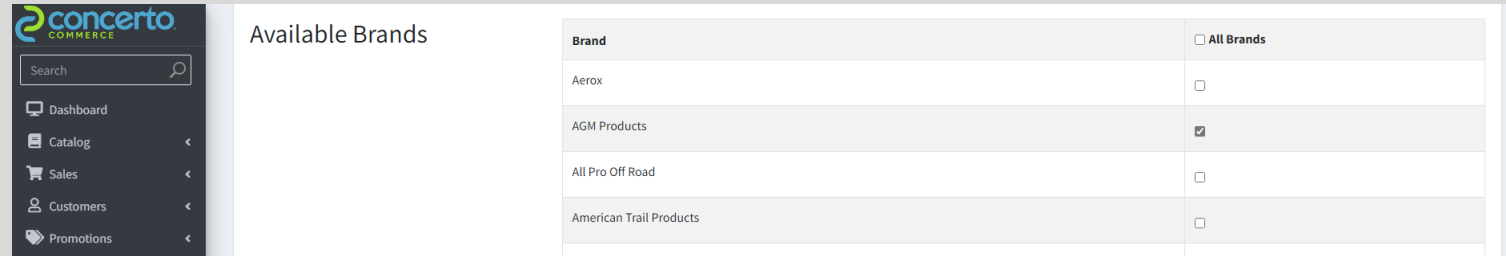 concerto
COMMERCE
Search
Dashboard
Catalog
Sales
Customers
Promotions
Available Brands
Brand
All Brands
Aerox
AGM Products
All Pro Off Road
American Trail Products